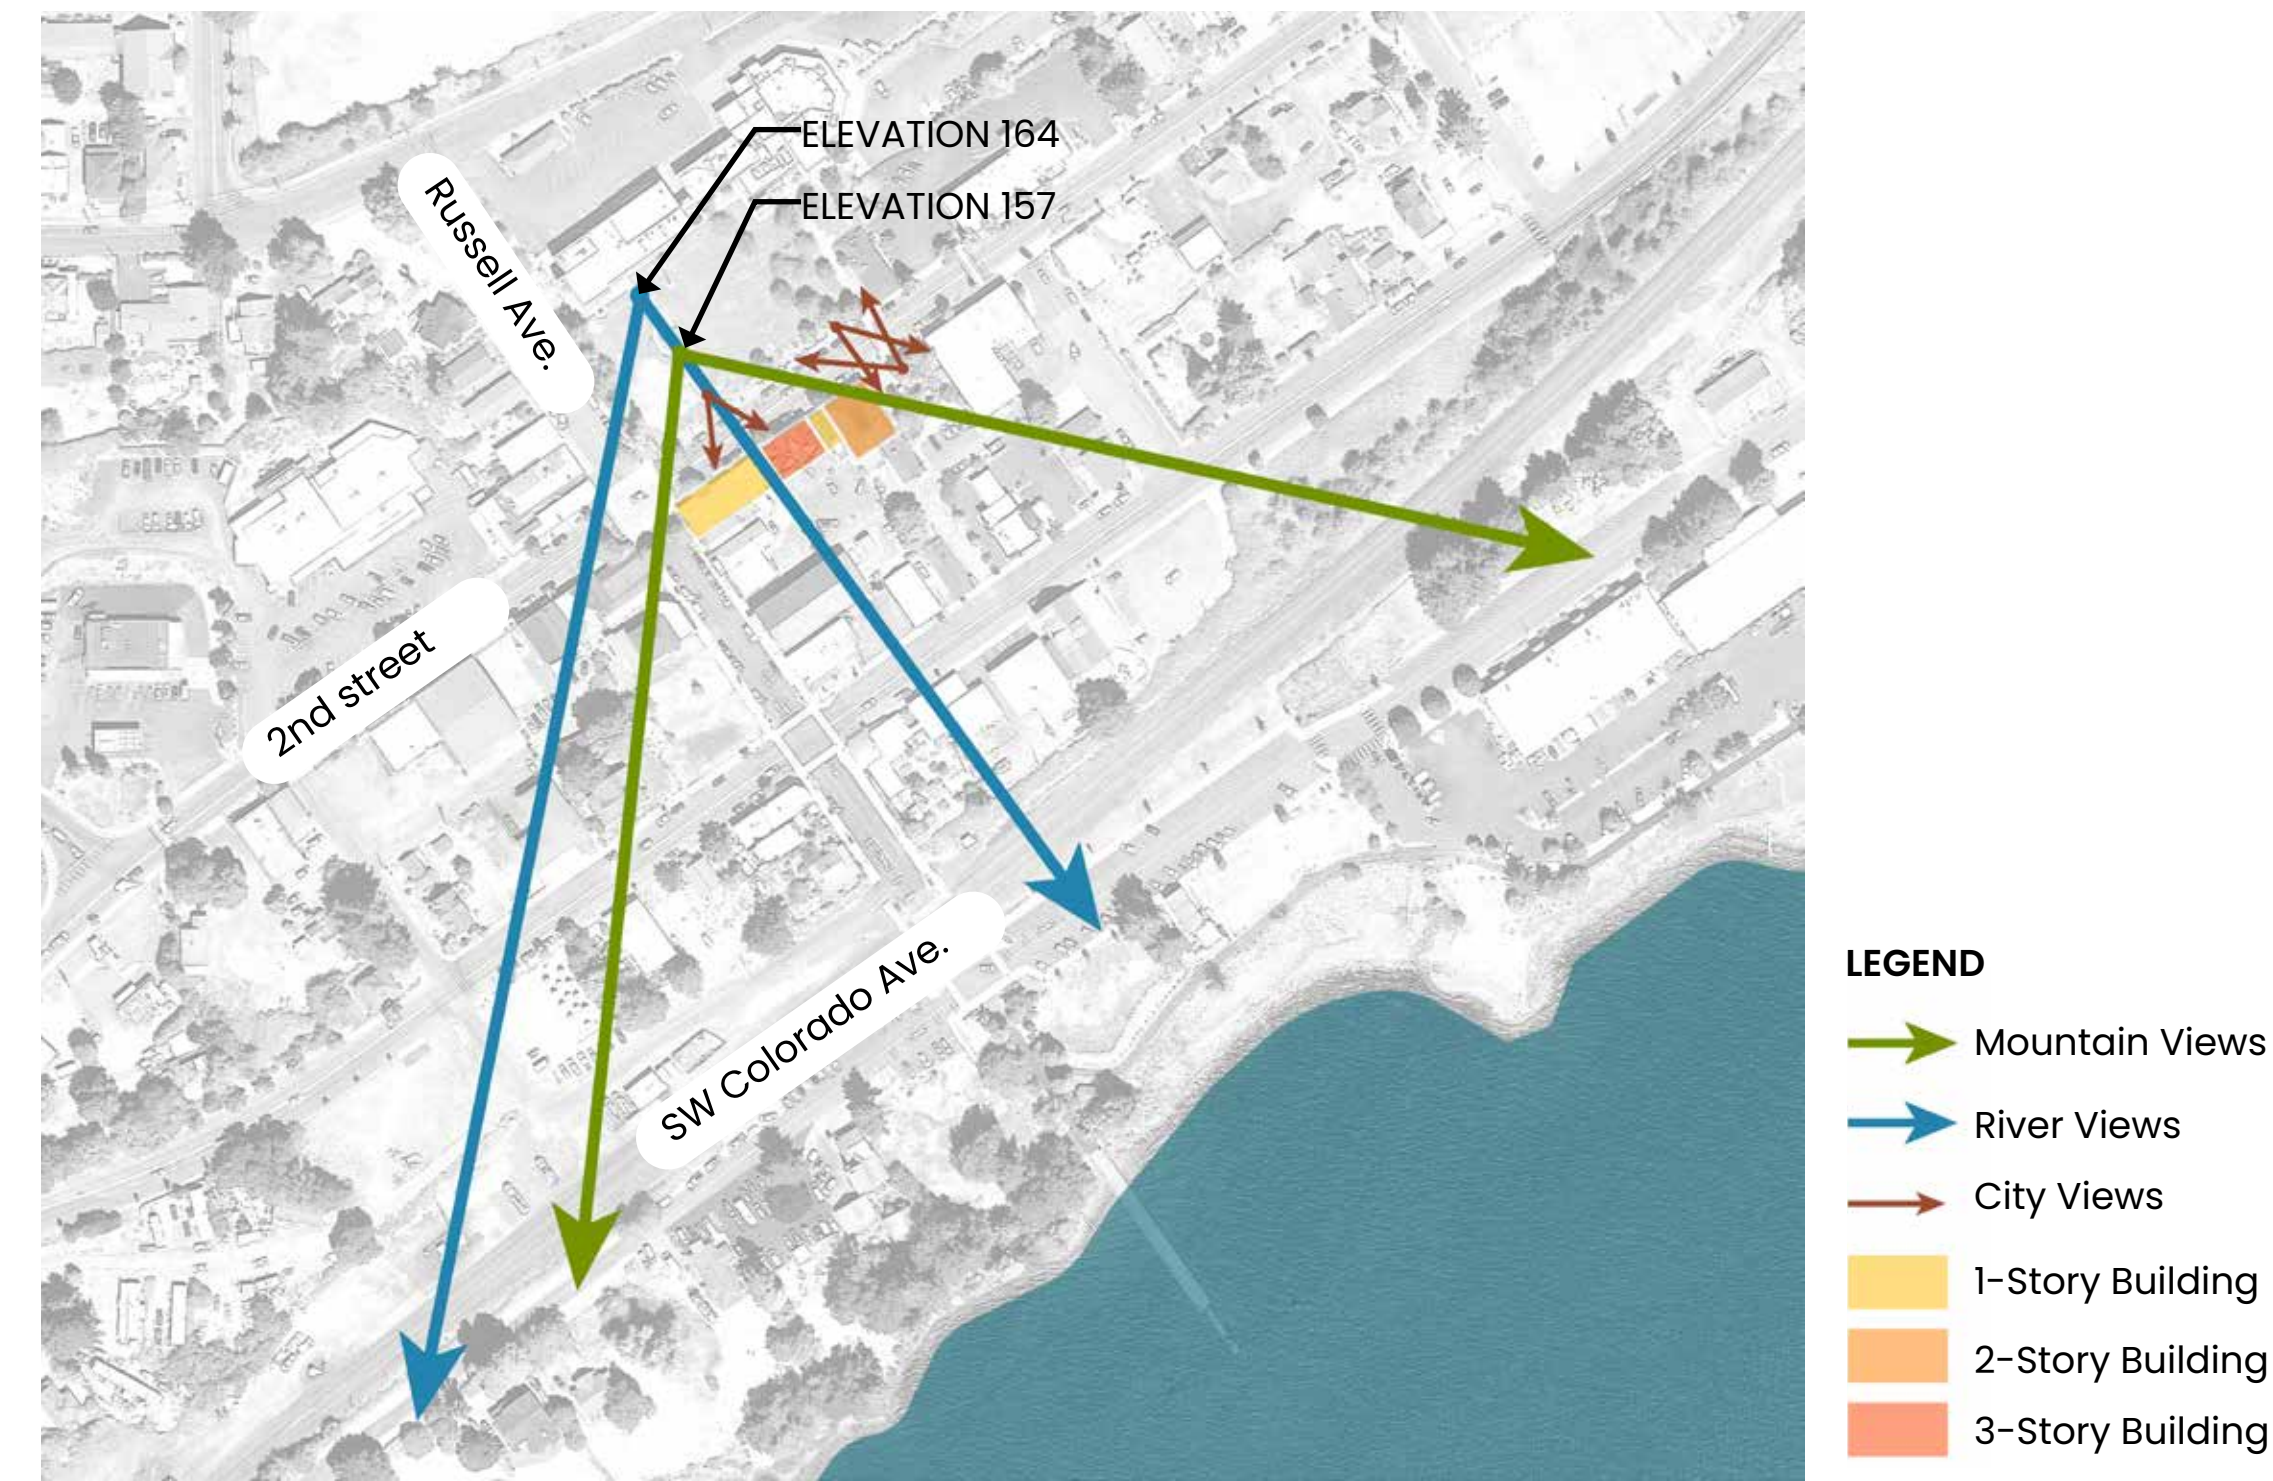 ELEVATION 164
ELEVATION 157
Russell Ave.
2nd street
SW Colorado Ave.
LEGEND
Mountain Views
River Views
City Views
1-Story Building
2-Story Building
3-Story Building